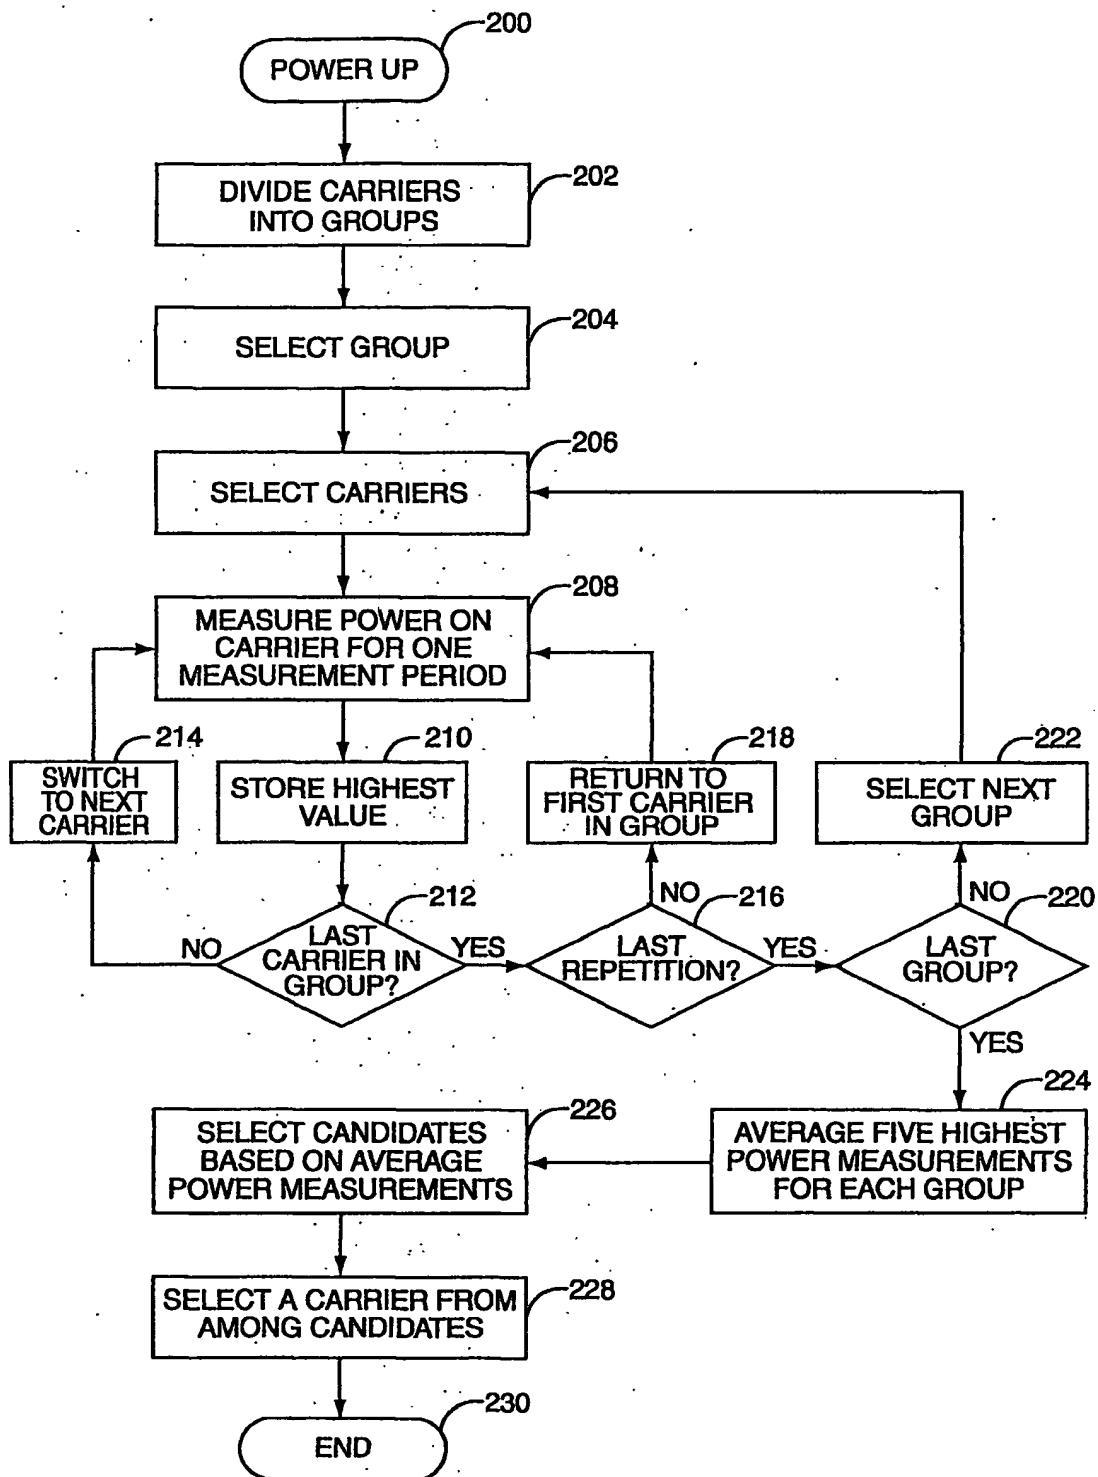 200
POWER UP
202
DIVIDE CARRIERS
INTO GROUPS
204
SELECT GROUP
206
SELECT CARRIERS
208
MEASURE POWER ON
CARRIER FOR ONE
MEASUREMENT PERIOD
214
SWITCH
TO NEXT
CARRIER
210
STORE HIGHEST
VALUE
218
RETURN TO
FIRST CARRIER
IN GROUP
222
SELECT NEXT
GROUP
212
NO
LAST
CARRIER IN
GROUP?
YES
216
NO
LAST
REPETITION?
YES
220
NO
LAST
GROUP?
YES
224
AVERAGE FIVE HIGHEST
POWER MEASUREMENTS
FOR EACH GROUP
226
SELECT CANDIDATES
BASED ON AVERAGE
POWER MEASUREMENTS
228
SELECT A CARRIER FROM
AMONG CANDIDATES
230
END